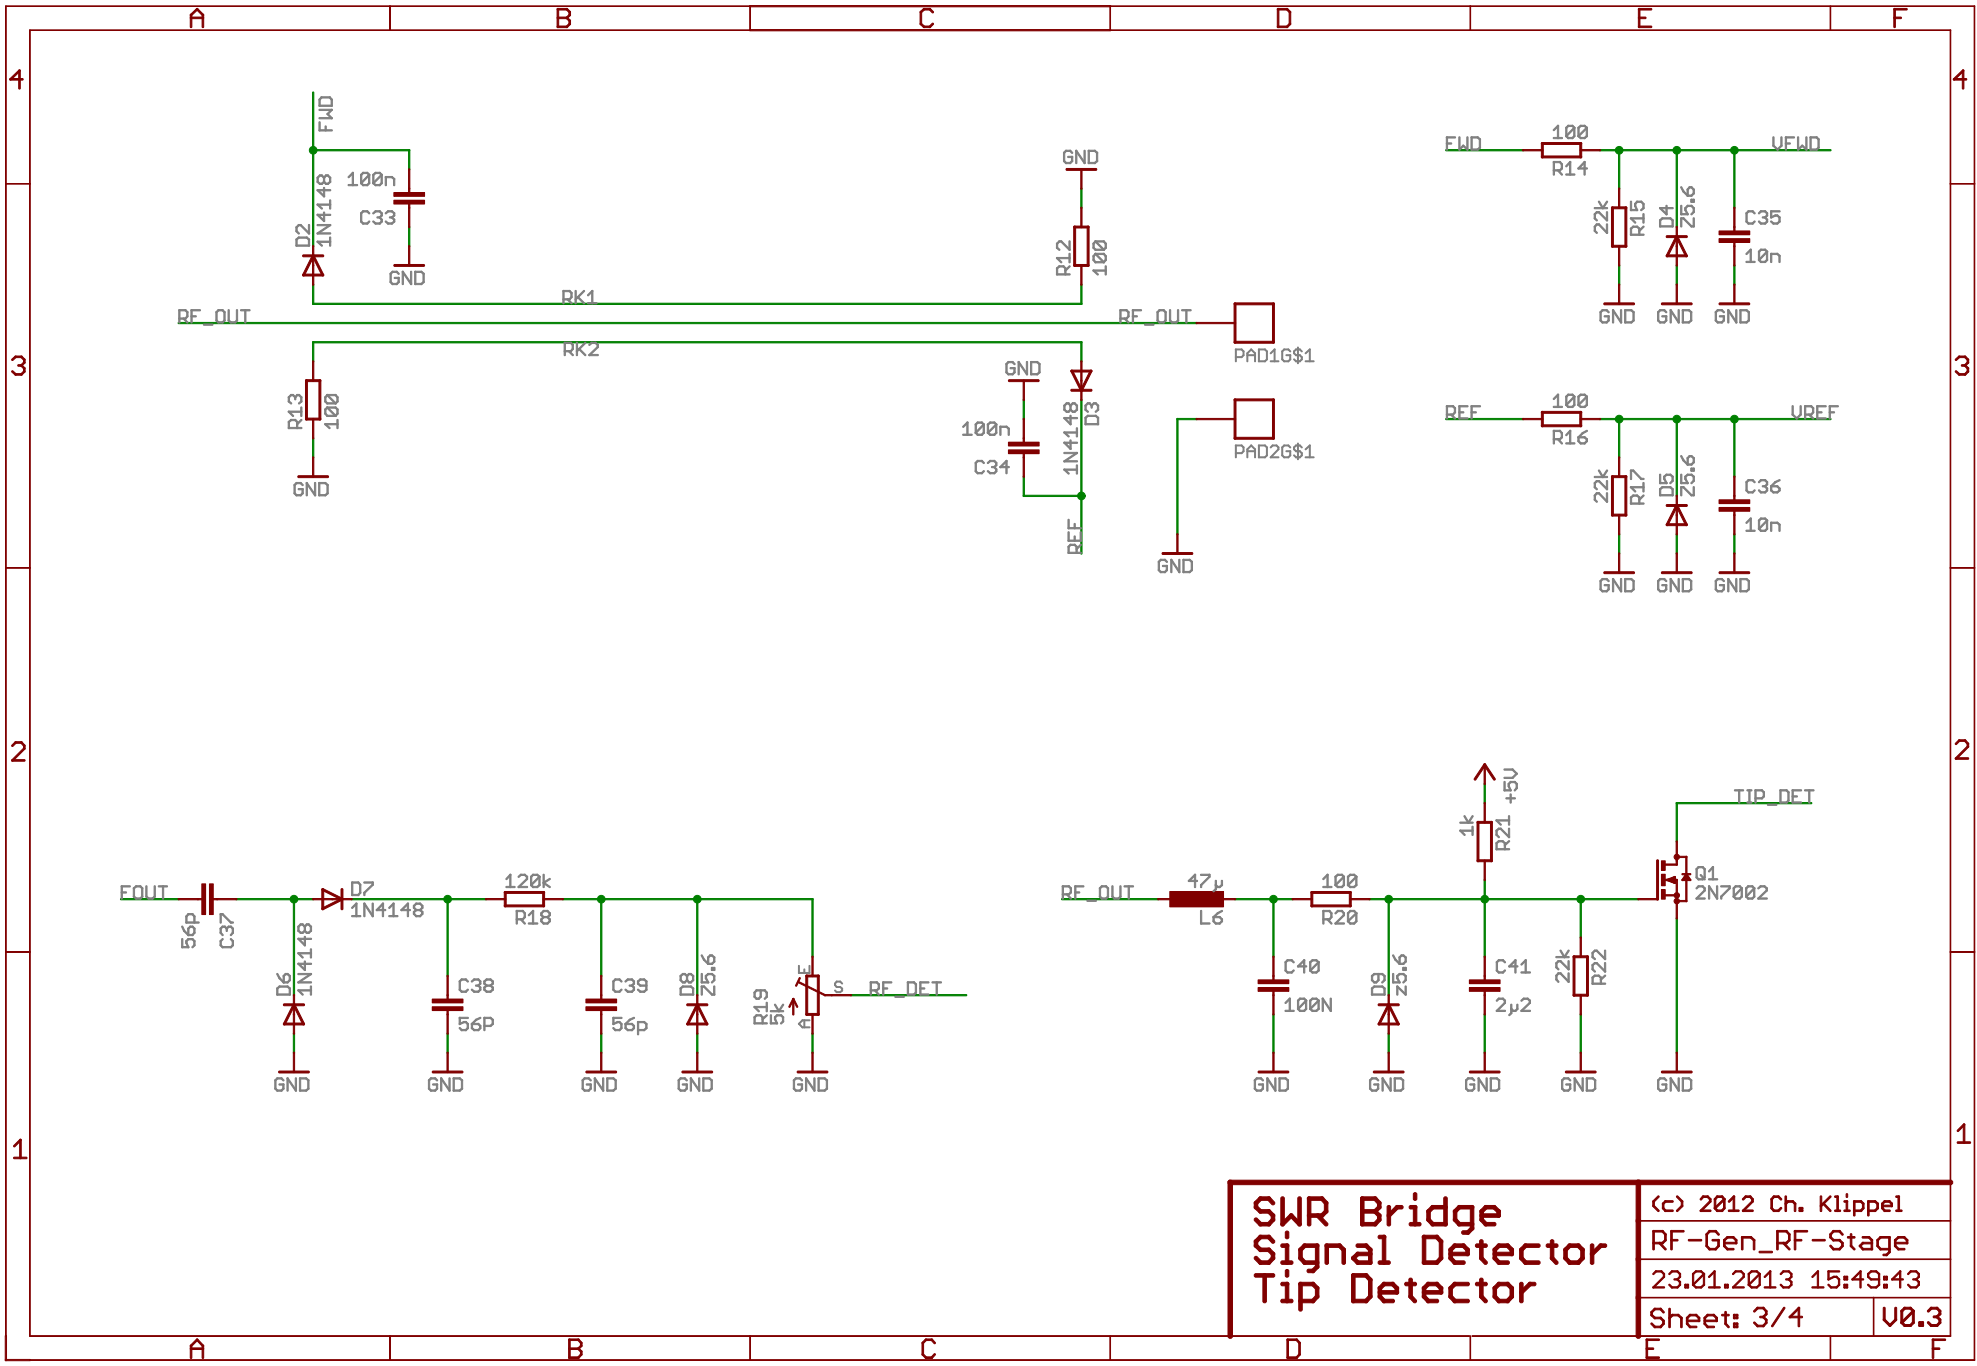 A B C D E F
4 4
FWD
100n
C33
D2
1N4148
GND
GND
R12
100
RK1
RF_OUT
RF_OUT
PAD1G$1
RK2
R13
100
GND
GND
100n
C34
1N4148
D3
REF
PAD2G$1
GND
FWD
100
R14
VFWD
22k
R15
D4
Z5.6
C35
10n
GND GND GND
3 3
REF
100
R16
VREF
22k
R17
D5
Z5.6
C36
10n
GND GND GND
2 2
FOUT
56P
C37
D7
1N4148
D6
1N4148
GND
C38
56P
GND
120k
R18
C39
56p
GND
D8
Z5.6
GND
R19
5k
E
S
A
RF_DET
GND
RF_OUT
47µ
L6
C40
100N
GND
100
R20
D9
z5.6
GND
+5V
1k
R21
C41
2µ2
GND
22k
R22
GND
TIP_DET
Q1
2N7002
GND
1 1
SWR Bridge
Signal Detector
Tip Detector
(c) 2012 Ch. Klippel
RF-Gen_RF-Stage
23.01.2013 15:49:43
Sheet: 3/4
V0.3
A B C D E F